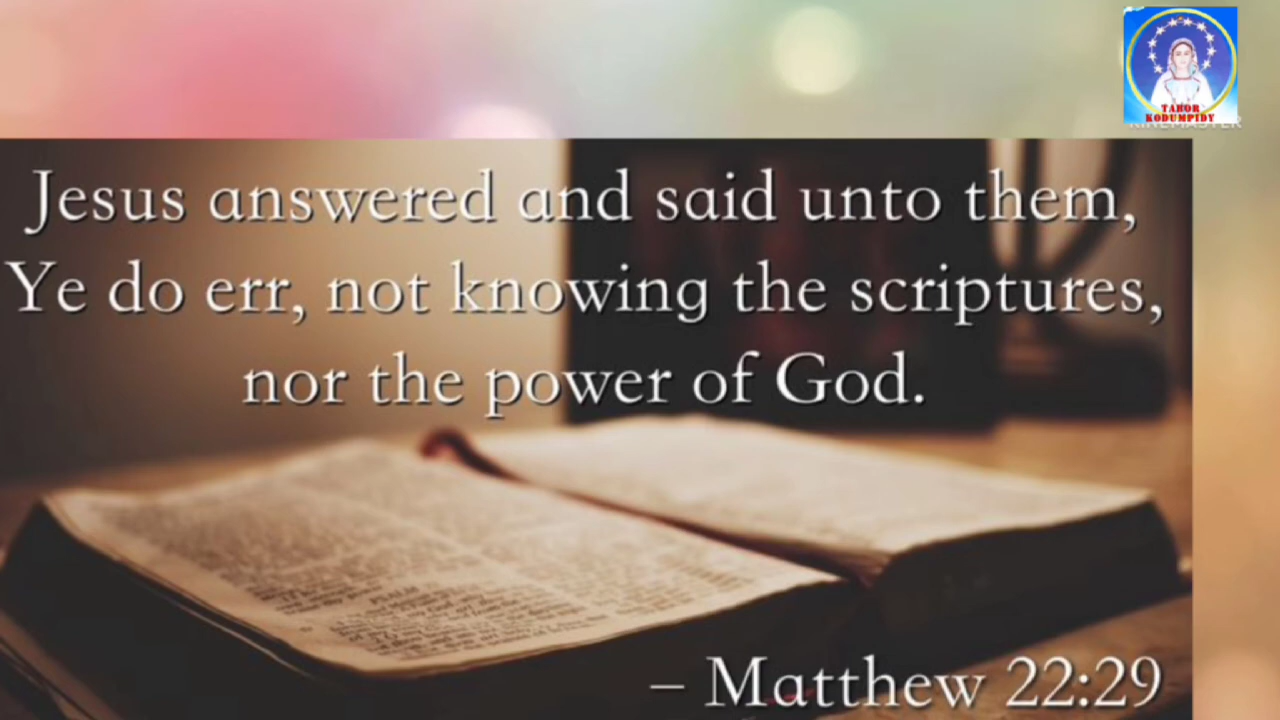 TABOR
KODUMPIDY
KINEMASTER
Jesus answered and said unto them,
Ye do err, not knowing the scriptures,
nor the power of God.
– Matthew 22:29